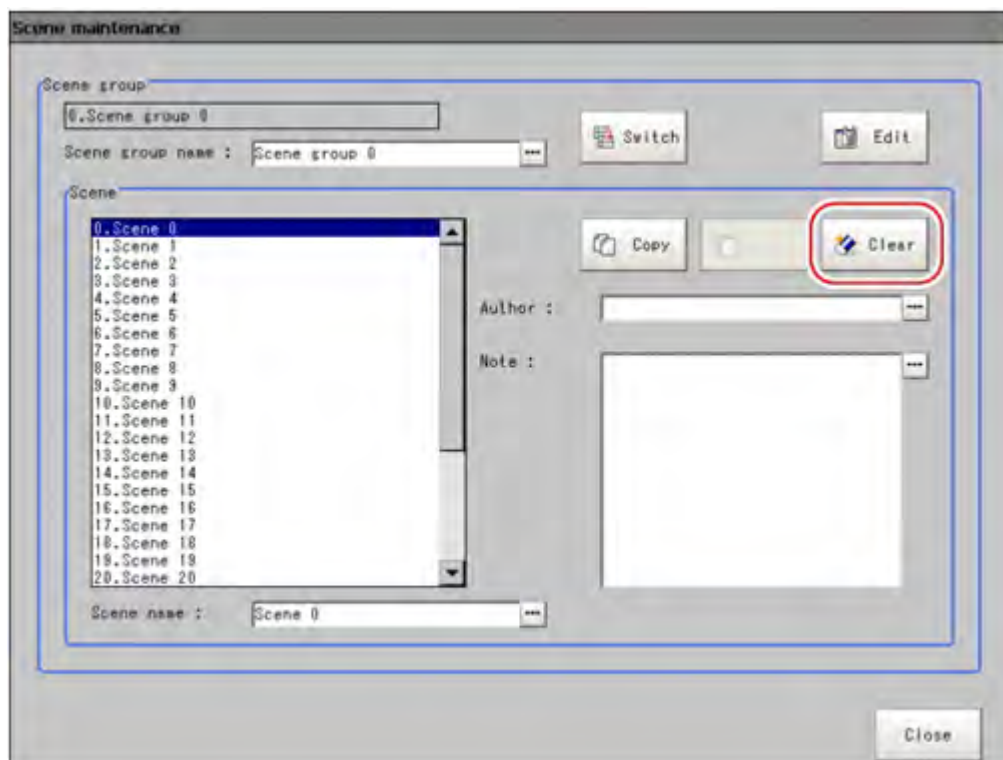 Scene maintenance
Scene group
0.Scene group 0
Switch
Edit
Scene group name : Scene group 0 ...
Scene
0.Scene 0
1.Scene 1
2.Scene 2
3.Scene 3
4.Scene 4
5.Scene 5
6.Scene 6
7.Scene 7
8.Scene 8
9.Scene 9
10.Scene 10
11.Scene 11
12.Scene 12
13.Scene 13
14.Scene 14
15.Scene 15
16.Scene 16
17.Scene 17
18.Scene 18
19.Scene 19
20.Scene 20
Copy
Clear
Author : ...
Note : ...
Scene name : Scene 0 ...
Close